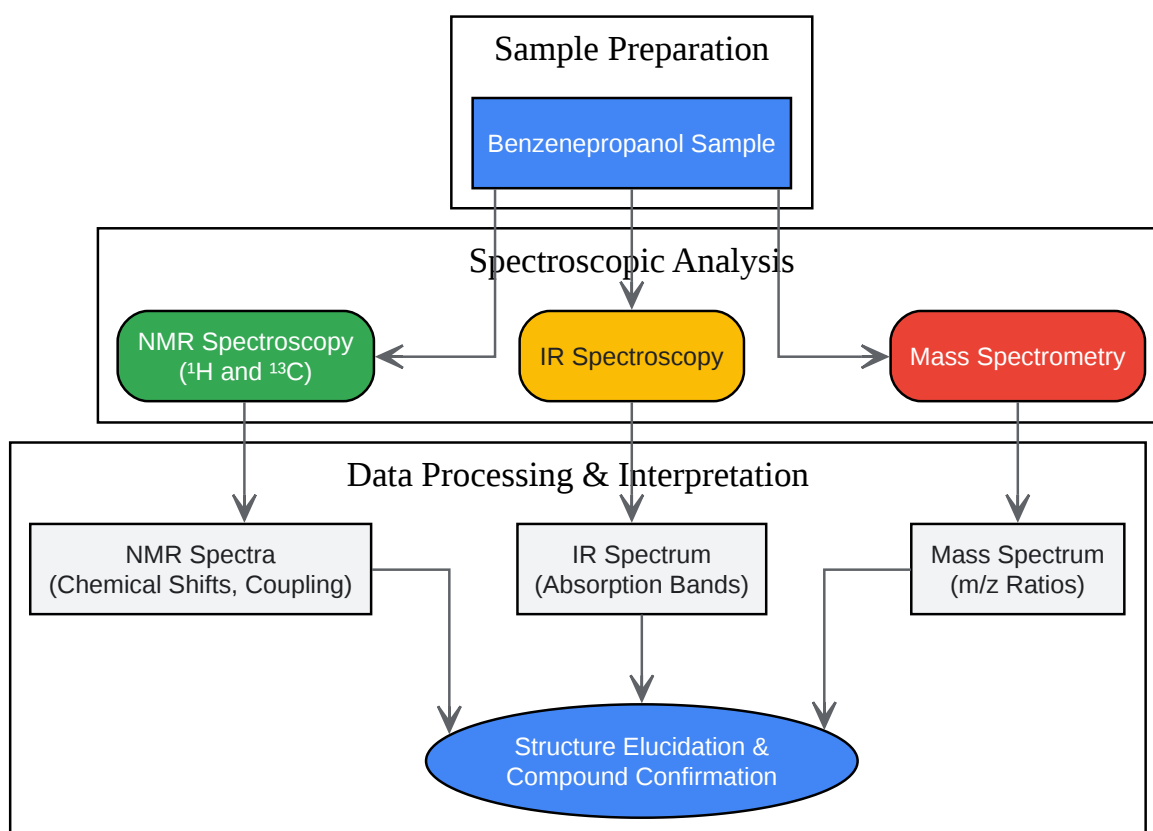 Sample Preparation
Benzenepropanol Sample
Spectroscopic Analysis
NMR Spectroscopy
(¹H and ¹³C)
IR Spectroscopy
Mass Spectrometry
Data Processing & Interpretation
NMR Spectra
(Chemical Shifts, Coupling)
IR Spectrum
(Absorption Bands)
Mass Spectrum
(m/z Ratios)
Structure Elucidation &
Compound Confirmation